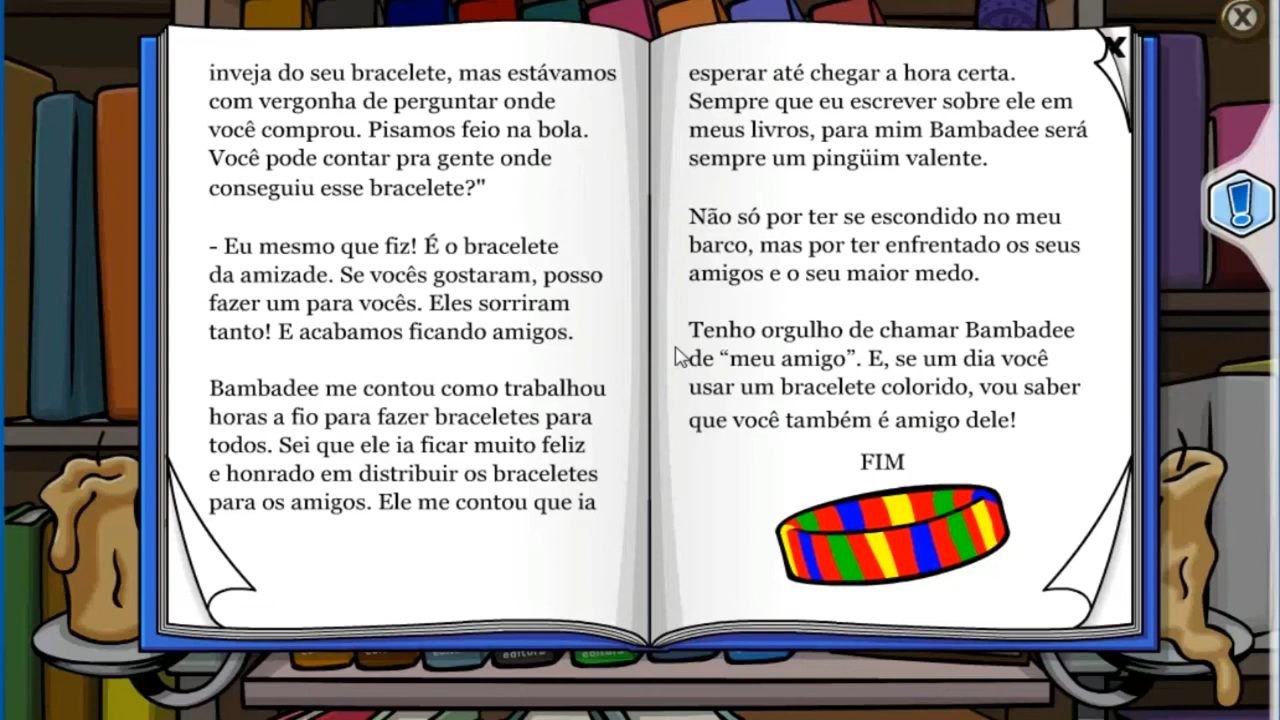 inveja do seu bracelete, mas estávamos
com vergonha de perguntar onde
você comprou. Pisamos feio na bola.
Você pode contar pra gente onde
conseguiu esse bracelete?"
- Eu mesmo que fiz! É o bracelete
da amizade. Se vocês gostaram, posso
fazer um para vocês. Eles sorriram
tanto! E acabamos ficando amigos.
Bambadee me contou como trabalhou
horas a fio para fazer braceletes para
todos. Sei que ele ia ficar muito feliz
e honrado em distribuir os braceletes
para os amigos. Ele me contou que ia
esperar até chegar a hora certa.
Sempre que eu escrever sobre ele em
meus livros, para mim Bambadee será
sempre um pingüim valente.
Não só por ter se escondido no meu
barco, mas por ter enfrentado os seus
amigos e o seu maior medo.
Tenho orgulho de chamar Bambadee
de “meu amigo”. E, se um dia você
usar um bracelete colorido, vou saber
que você também é amigo dele!
FIM